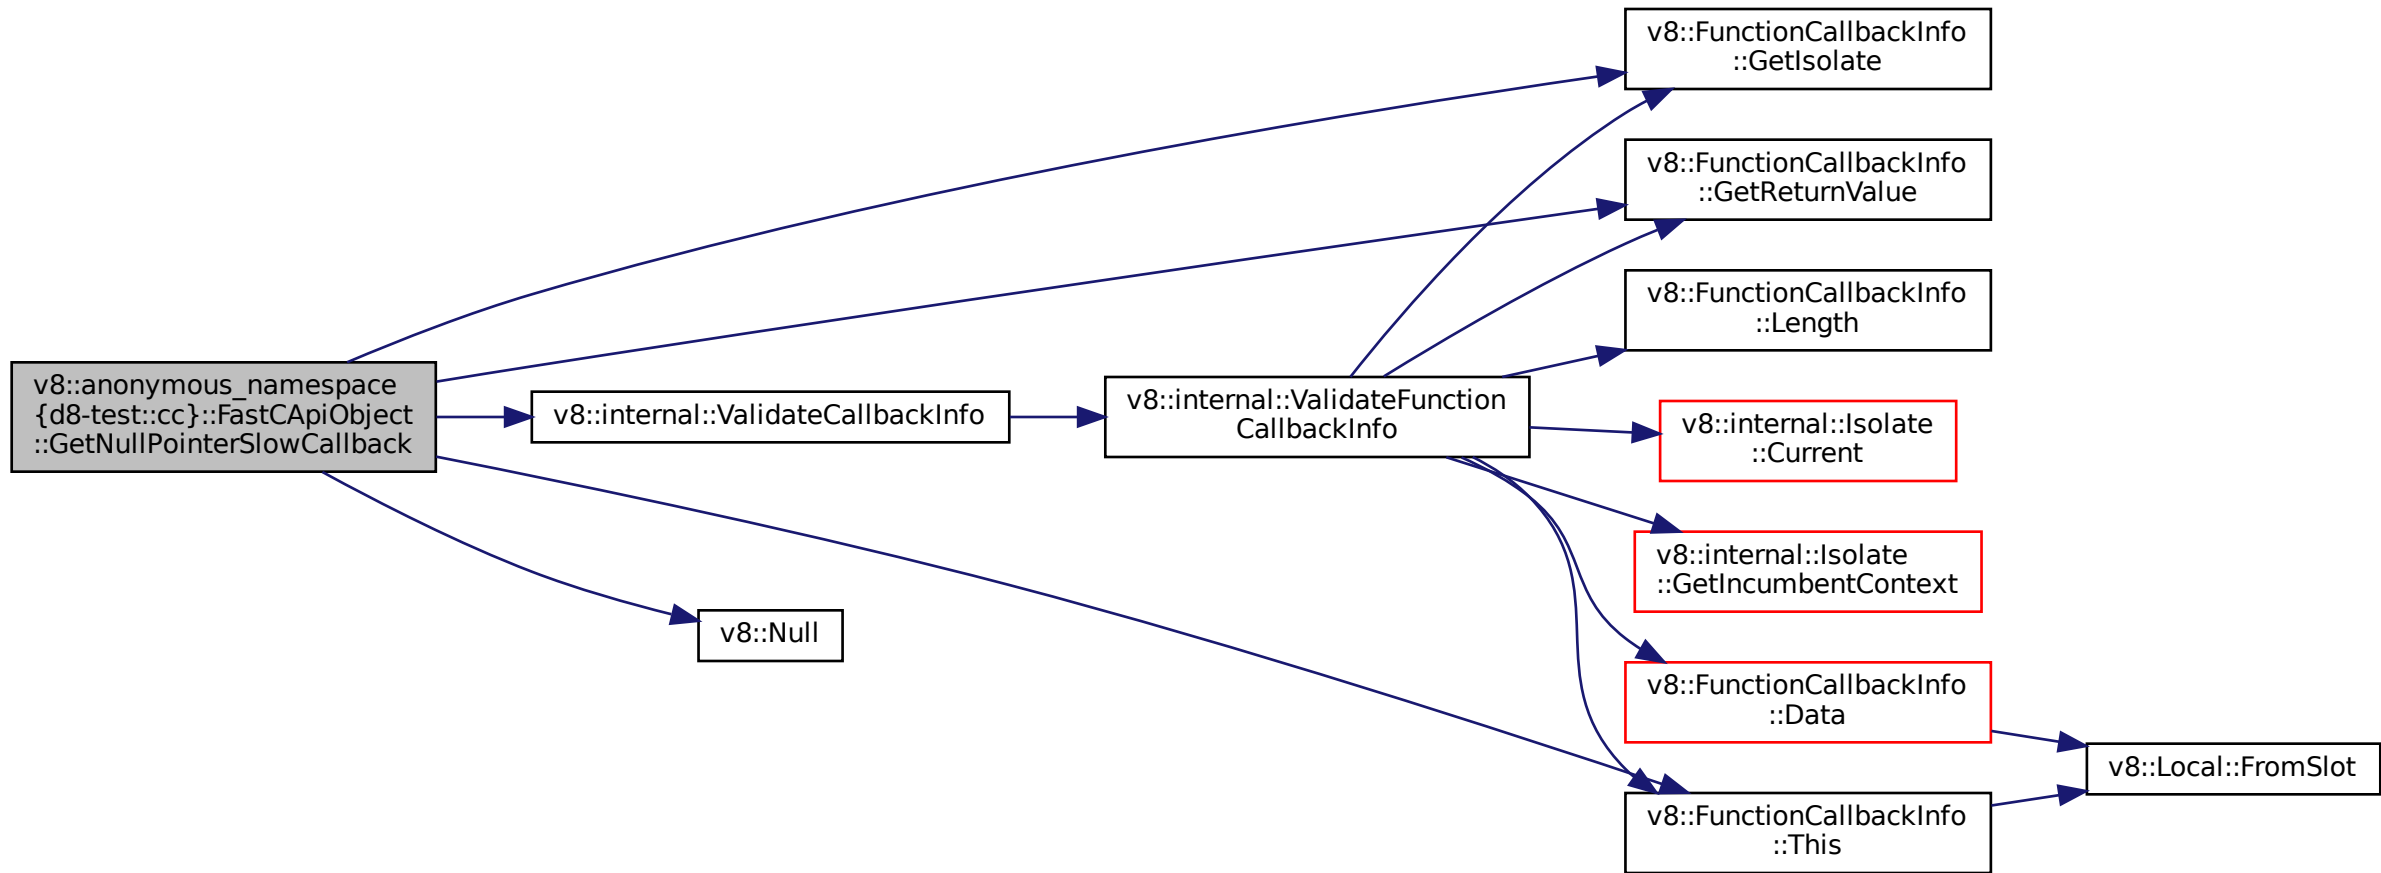 v8::anonymous_namespace
{d8-test::cc}::FastCApiObject
::GetNullPointerSlowCallback
v8::FunctionCallbackInfo
::GetIsolate
v8::FunctionCallbackInfo
::GetReturnValue
v8::internal::ValidateCallbackInfo
v8::internal::ValidateFunction
CallbackInfo
v8::FunctionCallbackInfo
::Length
v8::internal::Isolate
::Current
v8::internal::Isolate
::GetIncumbentContext
v8::FunctionCallbackInfo
::Data
v8::FunctionCallbackInfo
::This
v8::Local::FromSlot
v8::Null